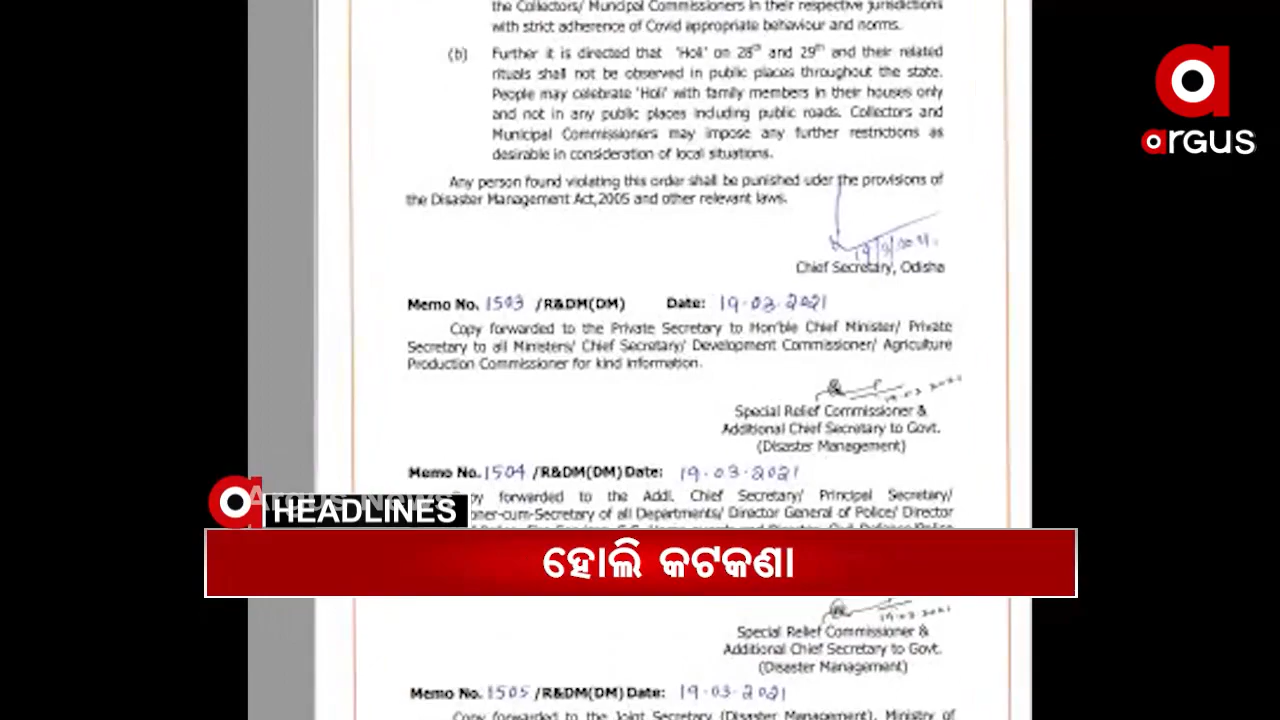 the Collectors/ Muncipal Commissioners in their respective jurisdictions
with strict adherence of Covid appropriate behaviour and norms.
(b) Further it is directed that 'Holi' on 28th and 29th and their related
rituals shall not be observed in public places throughout the state.
People may celebrate 'Holi' with family members in their houses only
and not in any public places including public roads. Collectors and
Municipal Commissioners may impose any further restrictions as
desirable in consideration of local situations.
Any person found violating this order shall be punished uder the provisions of
the Disaster Management Act,2005 and other relevant laws.
Chief Secretary, Odisha
Memo No. 1503 /R&DM(DM) Date: 19.03.2021
Copy forwarded to the Private Secretary to Hon'ble Chief Minister/ Private
Secretary to all Ministers/ Chief Secretary/ Development Commissioner/ Agriculture
Production Commissioner for kind information.
19.03.2021
Special Relief Commissioner &
Additional Chief Secretary to Govt.
(Disaster Management)
Memo No. 1504 /R&DM(DM) Date: 19.03.2021
Copy forwarded to the Addl. Chief Secretary/ Principal Secretary/
-cum-Secretary of all Departments/ Director General of Police/ Director
HEADLINES
ହୋଲି କଟକଣା
19.03.2021
Special Relief Commissioner &
Additional Chief Secretary to Govt.
(Disaster Management)
Memo No. 1505 /R&DM(DM) Date: 19.03.2021
Copy forwarded to the Joint Secretary (Disaster Management), Ministry of
argus